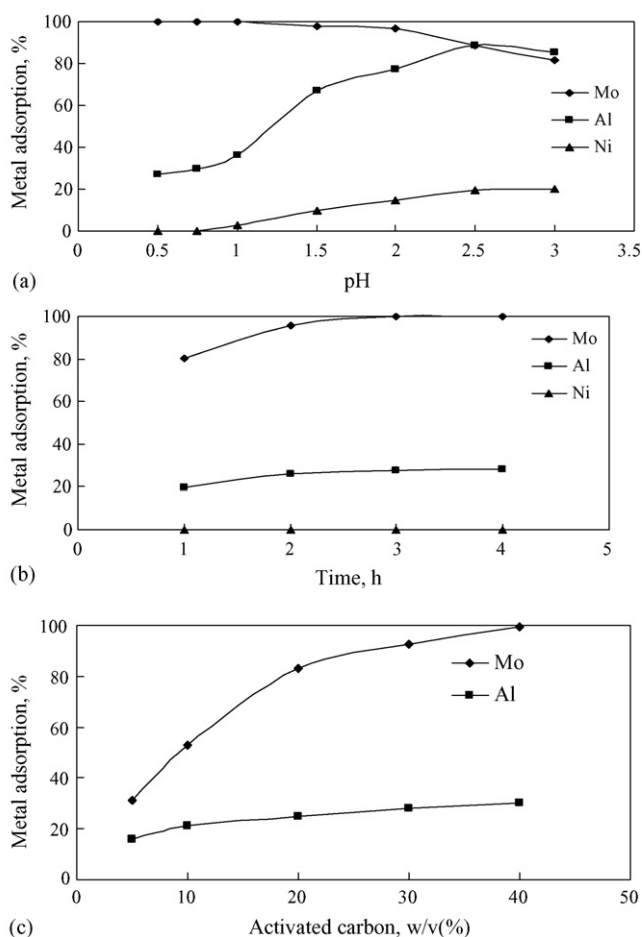 Metal adsorption, %
100
80
60
40
20
0
Mo
Al
Ni
0
0.5
1
1.5
2
2.5
3
3.5
(a)
pH
Metal adsorption, %
100
80
60
40
20
0
Mo
Al
Ni
0
1
2
3
4
5
(b)
Time, h
Metal adsorption, %
100
80
60
40
20
0
Mo
Al
0
10
20
30
40
50
(c)
Activated carbon, w/v(%)